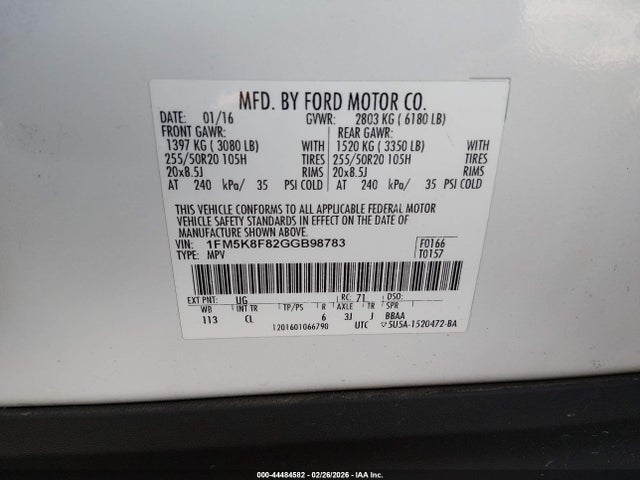 MFD. BY FORD MOTOR CO.
DATE: 01/16 GVWR: 2803 KG ( 6180 LB)
FRONT GAWR: REAR GAWR:
1397 KG ( 3080 LB) WITH 1520 KG ( 3350 LB) WITH
255/50R20 105H TIRES 255/50R20 105H TIRES
20x8.5J RIMS 20x8.5J RIMS
AT 240 kPa/ 35 PSI COLD AT 240 kPa/ 35 PSI COLD
THIS VEHICLE CONFORMS TO ALL APPLICABLE FEDERAL MOTOR
VEHICLE SAFETY STANDARDS IN EFFECT ON THE DATE OF
MANUFACTURE SHOWN ABOVE.
VIN: 1FM5K8F82GGB98783 F0166
TYPE: MPV T0157
EXT PNT: UG RC: 71 DSO:
WB INT TR TP/PS R AXLE TR SPR
113 CL 6 3J J BBAA
1201601066790 UTC 5U5A-1520472-BA
000-44484582 - 02/26/2026 - IAA Inc.